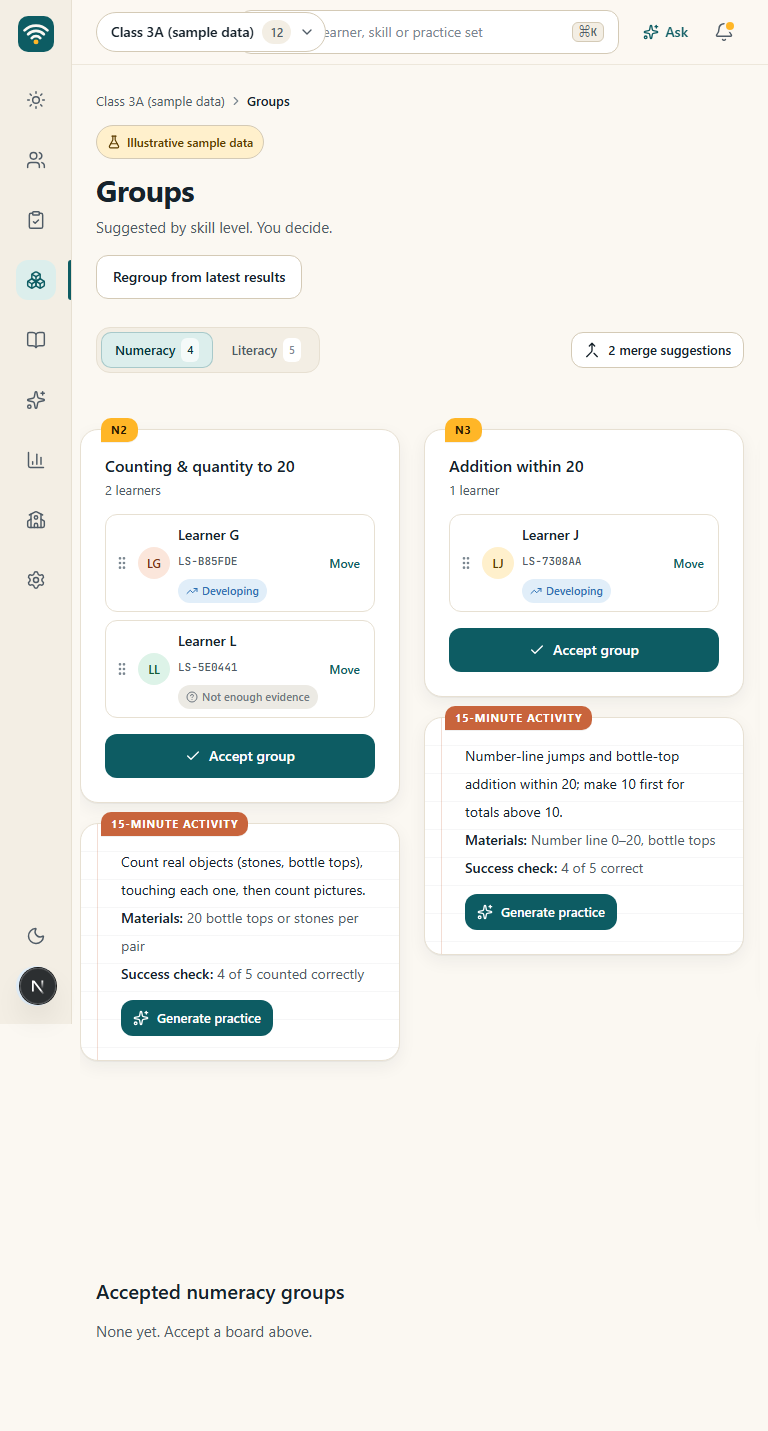 Class 3A (sample data) 12
earner, skill or practice set
⌘K
Ask
Class 3A (sample data) > Groups
Illustrative sample data
Groups
Suggested by skill level. You decide.
Regroup from latest results
Numeracy 4
Literacy 5
2 merge suggestions
N2
Counting & quantity to 20
2 learners
Learner G
LG
LS-B85FDE
Move
Developing
Learner L
LL
LS-5E0441
Move
Not enough evidence
Accept group
15-MINUTE ACTIVITY
Count real objects (stones, bottle tops),
touching each one, then count pictures.
Materials: 20 bottle tops or stones per
pair
Success check: 4 of 5 counted correctly
Generate practice
N3
Addition within 20
1 learner
Learner J
LJ
LS-7308AA
Move
Developing
Accept group
15-MINUTE ACTIVITY
Number-line jumps and bottle-top
addition within 20; make 10 first for
totals above 10.
Materials: Number line 0–20, bottle tops
Success check: 4 of 5 correct
Generate practice
N
Accepted numeracy groups
None yet. Accept a board above.